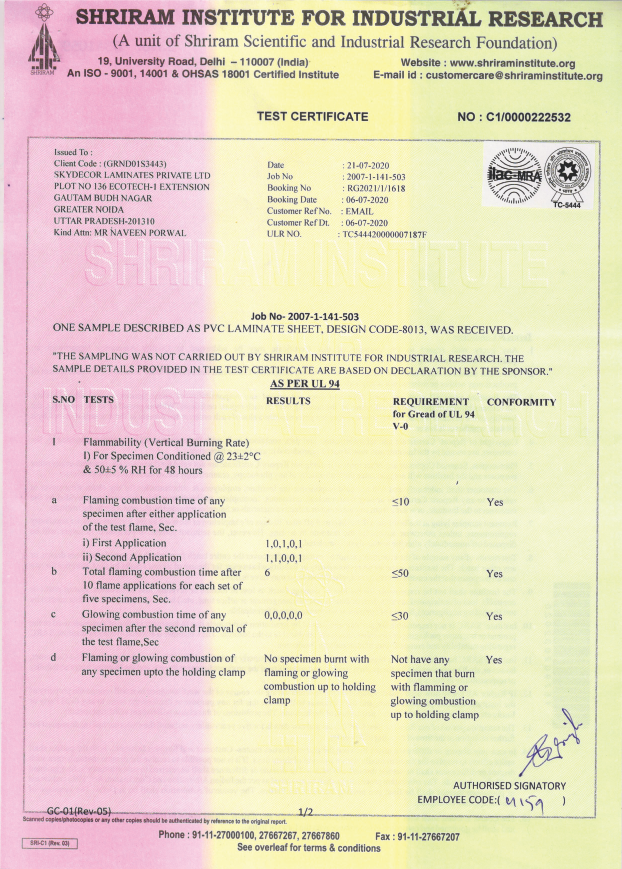 SHRIRAM INSTITUTE FOR INDUSTRIAL RESEARCH
(A unit of Shriram Scientific and Industrial Research Foundation)
SHRIRAM
19, University Road, Delhi – 110007 (India)
An ISO - 9001, 14001 & OHSAS 18001 Certified Institute
Website : www.shriraminstitute.org
E-mail id : customercare@shriraminstitute.org
TEST CERTIFICATE
NO : C1/0000222532
Issued To :
Client Code : (GRND01S3443)
SKYDECOR LAMINATES PRIVATE LTD
PLOT NO 136 ECOTECH-1 EXTENSION
GAUTAM BUDH NAGAR
GREATER NOIDA
UTTAR PRADESH-201310
Kind Attn: MR NAVEEN PORWAL
Date : 21-07-2020
Job No : 2007-1-141-503
Booking No : RG2021/1/1618
Booking Date : 06-07-2020
Customer Ref No. : EMAIL
Customer Ref Dt. : 06-07-2020
ULR NO. : TC544420000007187F
ilac-MRA
TC-5444
SHRIRAM INSTITUTE
Job No- 2007-1-141-503
ONE SAMPLE DESCRIBED AS PVC LAMINATE SHEET, DESIGN CODE-8013, WAS RECEIVED.
"THE SAMPLING WAS NOT CARRIED OUT BY SHRIRAM INSTITUTE FOR INDUSTRIAL RESEARCH. THE
SAMPLE DETAILS PROVIDED IN THE TEST CERTIFICATE ARE BASED ON DECLARATION BY THE SPONSOR."
AS PER UL 94
S.NO TESTS RESULTS REQUIREMENT CONFORMITY
for Gread of UL 94
V-0
INDUSTRIAL RESEARCH
1 Flammability (Vertical Burning Rate)
I) For Specimen Conditioned @ 23±2°C
& 50±5 % RH for 48 hours
a Flaming combustion time of any ≤10 Yes
specimen after either application
of the test flame, Sec.
i) First Application 1,0,1,0,1
ii) Second Application 1,1,0,0,1
b Total flaming combustion time after 6 ≤50 Yes
10 flame applications for each set of
five specimens, Sec.
c Glowing combustion time of any 0,0,0,0,0 ≤30 Yes
specimen after the second removal of
the test flame,Sec
d Flaming or glowing combustion of No specimen burnt with Not have any Yes
any specimen upto the holding clamp flaming or glowing specimen that burn
combustion up to holding with flamming or
clamp glowing ombustion
up to holding clamp
SHRIRAM
AUTHORISED SIGNATORY
EMPLOYEE CODE:( 4159 )
GC-01(Rev-05)
1/2
Scanned copies/photocopies or any other copies should be authenticated by reference to the original report.
SRI-C1 (Rev. 03)
Phone : 91-11-27000100, 27667267, 27667860 Fax : 91-11-27667207
See overleaf for terms & conditions